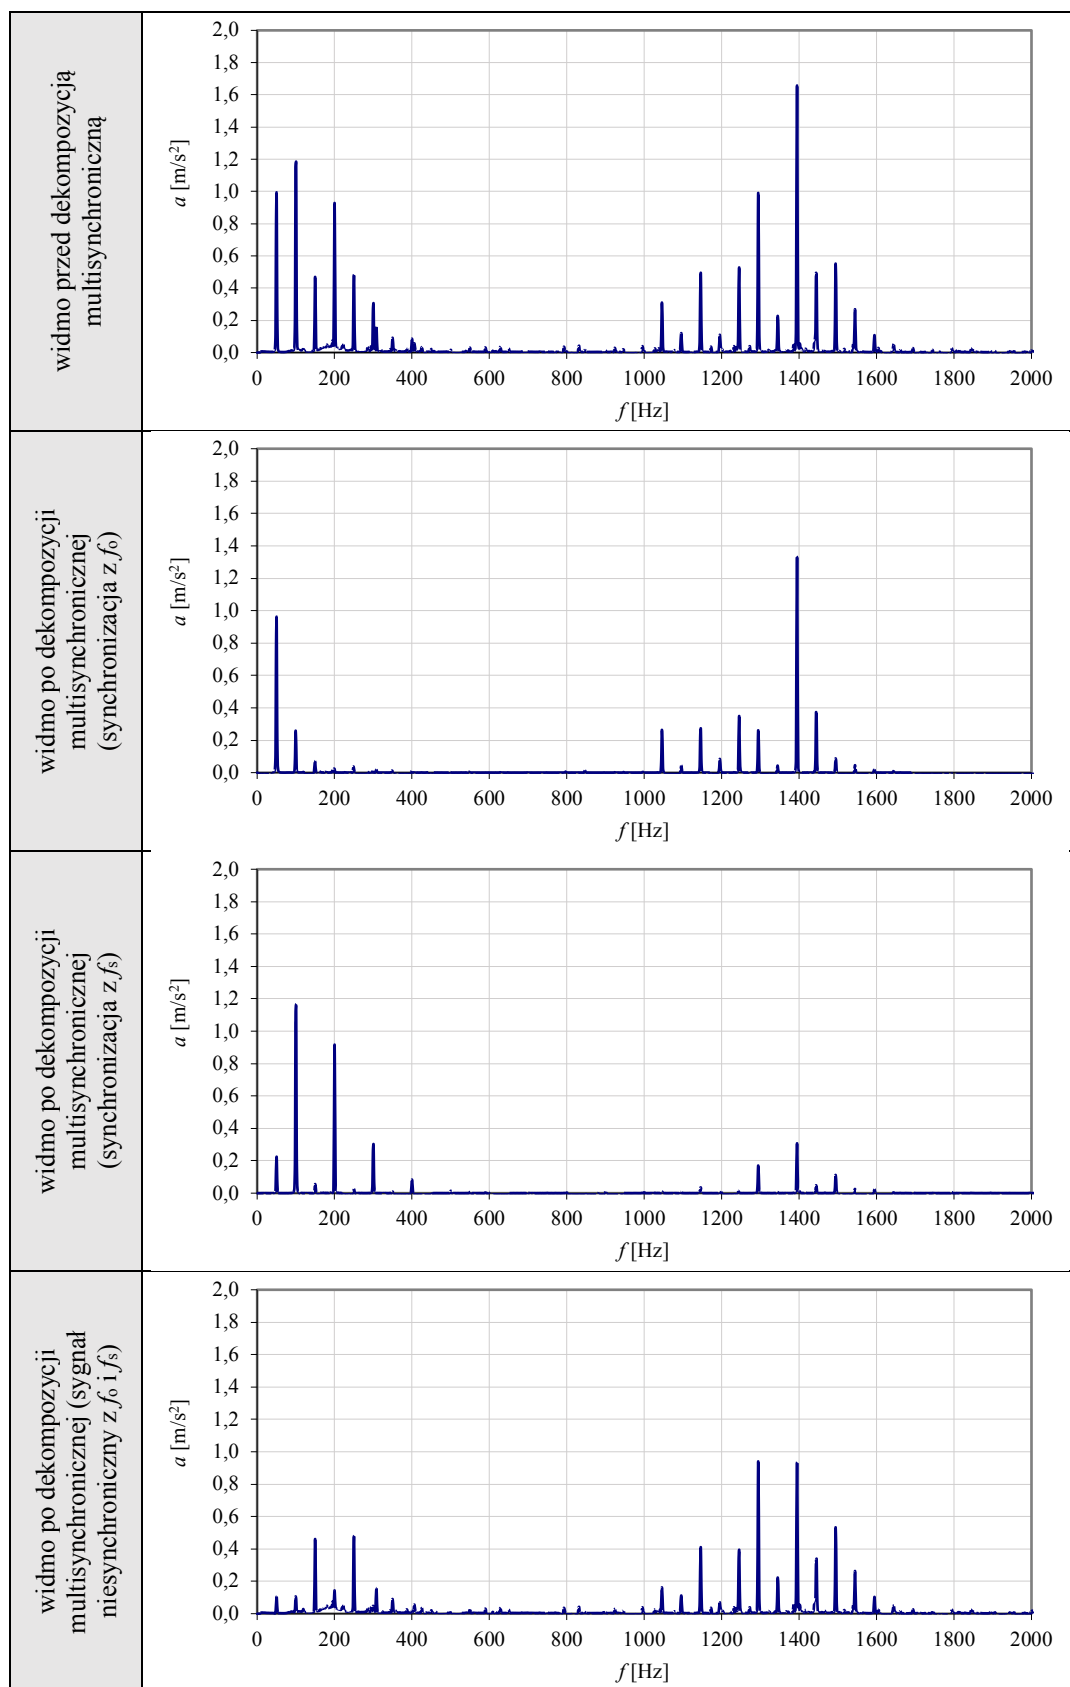 widmo przed dekompozycją
multisynchroniczną
2,0
1,8
1,6
1,4
1,2
1,0
0,8
0,6
0,4
0,2
0,0
a [m/s²]
0 200 400 600 800 1000 1200 1400 1600 1800 2000
f [Hz]
widmo po dekompozycji
multisynchronicznej
(synchronizacja z fo)
2,0
1,8
1,6
1,4
1,2
1,0
0,8
0,6
0,4
0,2
0,0
a [m/s²]
0 200 400 600 800 1000 1200 1400 1600 1800 2000
f [Hz]
widmo po dekompozycji
multisynchronicznej
(synchronizacja z fs)
2,0
1,8
1,6
1,4
1,2
1,0
0,8
0,6
0,4
0,2
0,0
a [m/s²]
0 200 400 600 800 1000 1200 1400 1600 1800 2000
f [Hz]
widmo po dekompozycji
multisynchronicznej (sygnał
niesynchroniczny z fo i fs)
2,0
1,8
1,6
1,4
1,2
1,0
0,8
0,6
0,4
0,2
0,0
a [m/s²]
0 200 400 600 800 1000 1200 1400 1600 1800 2000
f [Hz]